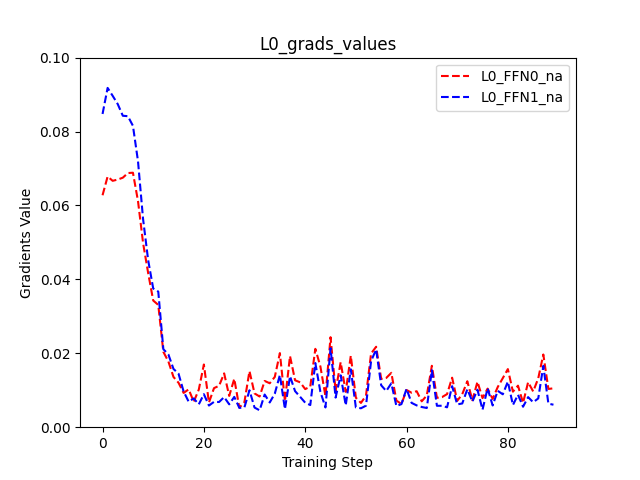 L0_grads_values
L0_FFN0_na
L0_FFN1_na
Gradients Value
0.10
0.08
0.06
0.04
0.02
0.00
0
20
40
60
80
Training Step